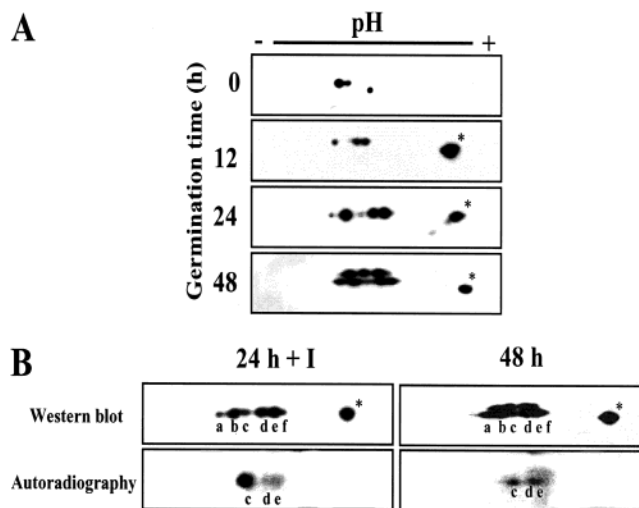 A
pH
- +
Germination time (h)
0
12
*
24
*
48
*
B
24 h + I 48 h
Western blot
* *
a b c d e f a b c d e f
Autoradiography
c d e c d e